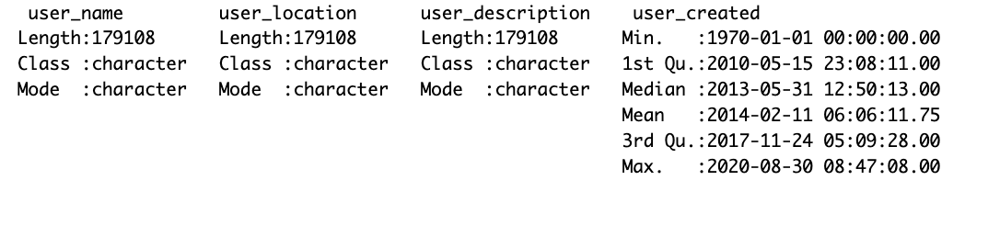 user_name user_location user_description user_created
Length:179108 Length:179108 Length:179108 Min. :1970-01-01 00:00:00.00
Class :character Class :character Class :character 1st Qu.:2010-05-15 23:08:11.00
Mode :character Mode :character Mode :character Median :2013-05-31 12:50:13.00
Mean :2014-02-11 06:06:11.75
3rd Qu.:2017-11-24 05:09:28.00
Max. :2020-08-30 08:47:08.00